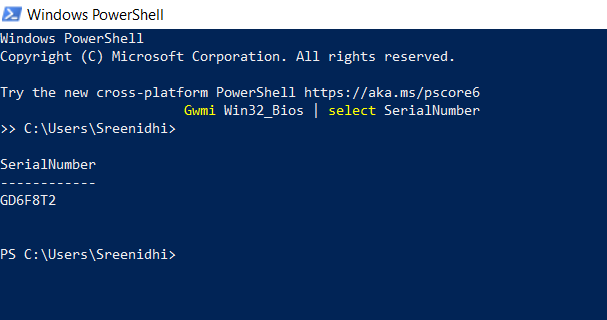 Windows PowerShell
Windows PowerShell
Copyright (C) Microsoft Corporation. All rights reserved.
Try the new cross-platform PowerShell https://aka.ms/pscore6
Gwmi Win32_Bios | select SerialNumber
>> C:\Users\Sreenidhi>
SerialNumber
------------
GD6F8T2
PS C:\Users\Sreenidhi>